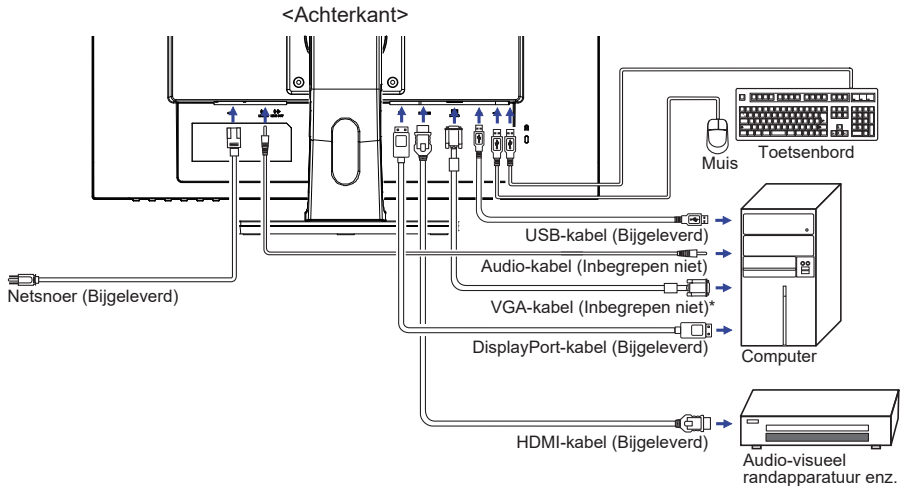 <Achterkant>
Muis
Toetsenbord
USB-kabel (Bijgeleverd)
Audio-kabel (Inbegrepen niet)
Netsnoer (Bijgeleverd)
VGA-kabel (Inbegrepen niet)*
DisplayPort-kabel (Bijgeleverd)
Computer
HDMI-kabel (Bijgeleverd)
Audio-visueel
randapparatuur enz.